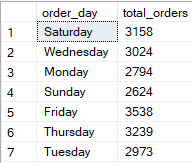 order_day total_orders
1 Saturday 3158
2 Wednesday 3024
3 Monday 2794
4 Sunday 2624
5 Friday 3538
6 Thursday 3239
7 Tuesday 2973